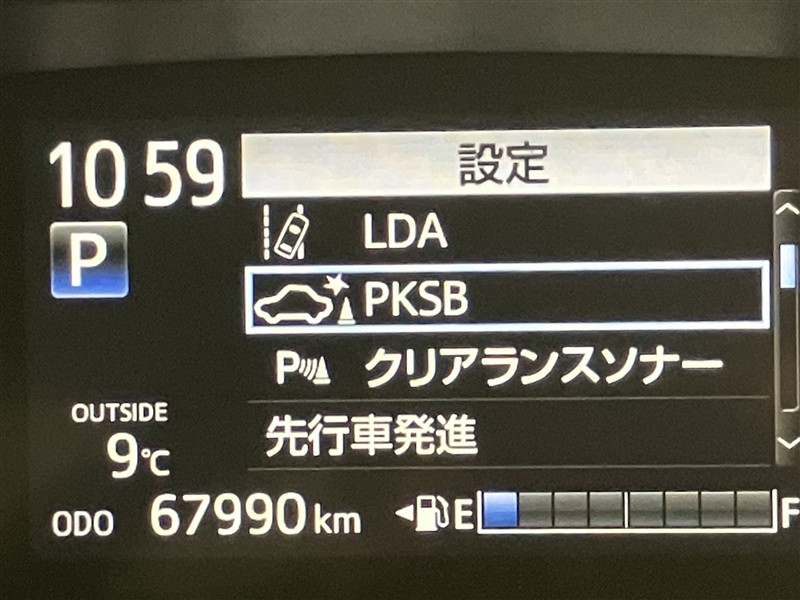 10 59
設定
LDA
P
PKSB
P クリアランスソナー
OUTSIDE
9℃
先行車発進
ODO 67990 km
E F